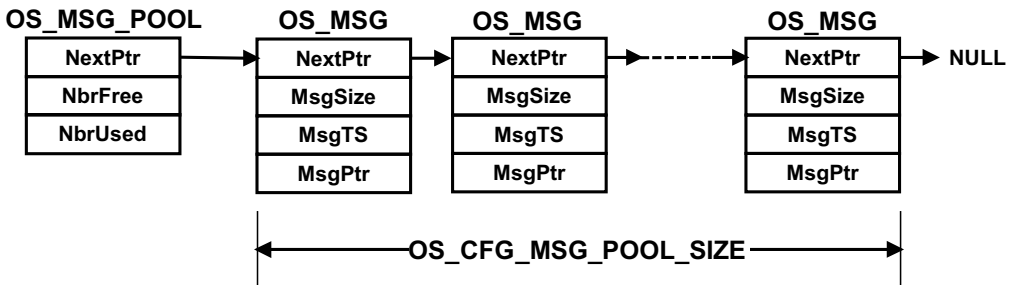 OS_MSG_POOL OS_MSG OS_MSG OS_MSG
NextPtr NextPtr NextPtr NextPtr NULL
NbrFree MsgSize MsgSize MsgSize
NbrUsed MsgTS MsgTS MsgTS
MsgPtr MsgPtr MsgPtr
OS_CFG_MSG_POOL_SIZE